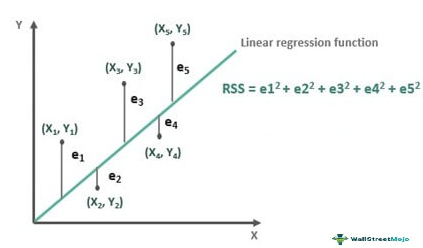 Y
(X₅, Y₅)
Linear regression function
(X₃, Y₃)
e₅
RSS = e1² + e2² + e3² + e4² + e5²
e₃
(X₁, Y₁)
e₄
e₁
(X₄, Y₄)
e₂
(X₂, Y₂)
X
WallStreetMojo